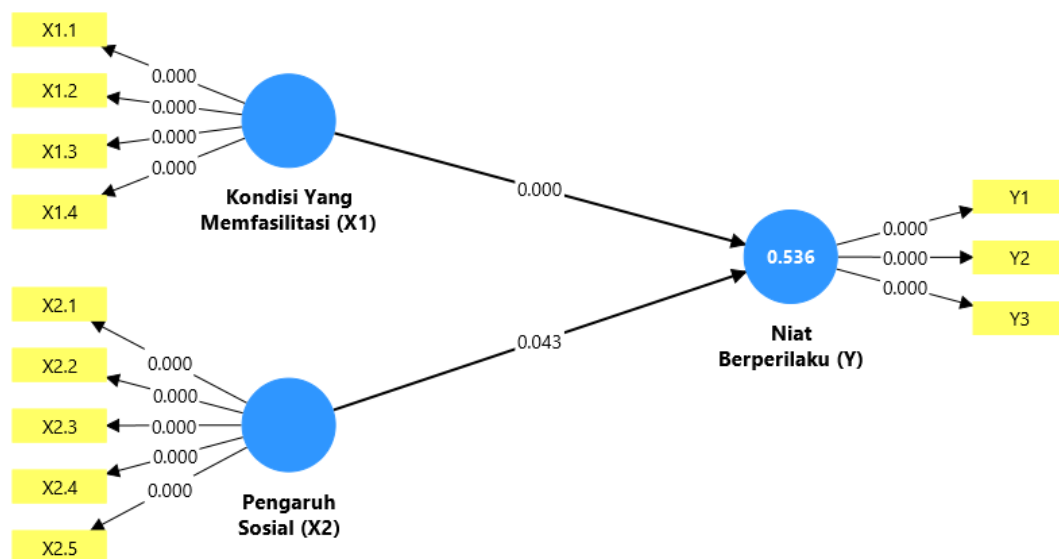 X1.1
0.000
X1.2
0.000
X1.3
0.000
X1.4
0.000
Kondisi Yang
Memfasilitasi (X1)
0.000
X2.1
0.000
X2.2
0.000
X2.3
0.000
X2.4
0.000
X2.5
0.000
Pengaruh
Sosial (X2)
0.043
0.536
Niat
Berperilaku (Y)
0.000
Y1
0.000
Y2
0.000
Y3